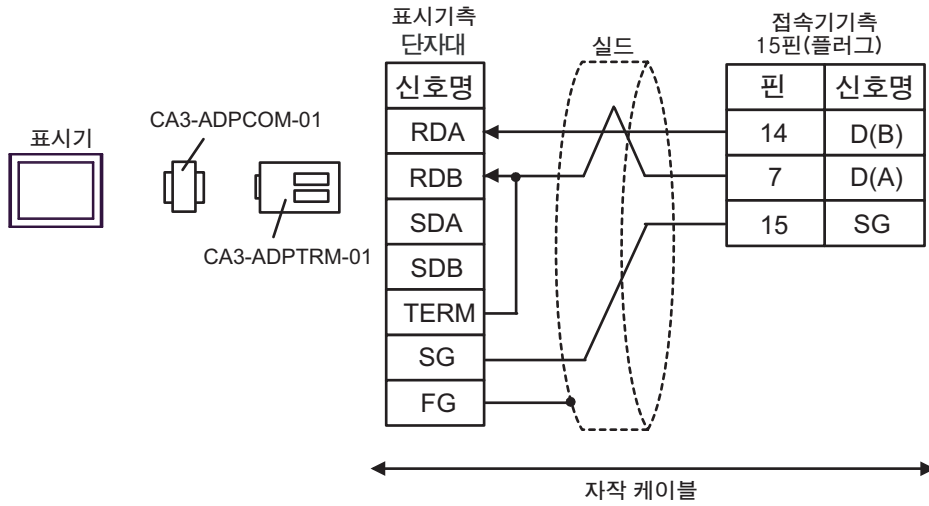 표시기
CA3-ADPCOM-01
CA3-ADPTRM-01
표시기측
단자대
신호명
RDA
RDB
SDA
SDB
TERM
SG
FG
실드
접속기기측
15핀(플러그)
핀 신호명
14 D(B)
7 D(A)
15 SG
자작 케이블